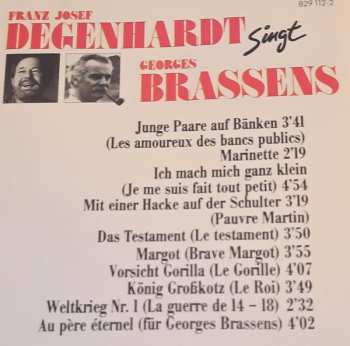 829 112-2
FRANZ JOSEF
DEGENHARDT singt
GEORGES
BRASSENS
Junge Paare auf Bänken 3'41
(Les amoureux des bancs publics)
Marinette 2'19
Ich mach mich ganz klein
(Je me suis fait tout petit) 4'54
Mit einer Hacke auf der Schulter 3'19
(Pauvre Martin)
Das Testament (Le testament) 3'50
Margot (Brave Margot) 3'55
Vorsicht Gorilla (Le Gorille) 4'07
König Großkotz (Le Roi) 3'49
Weltkrieg Nr. 1 (La guerre de 14 – 18) 2'32
Au père éternel (für Georges Brassens) 4'02